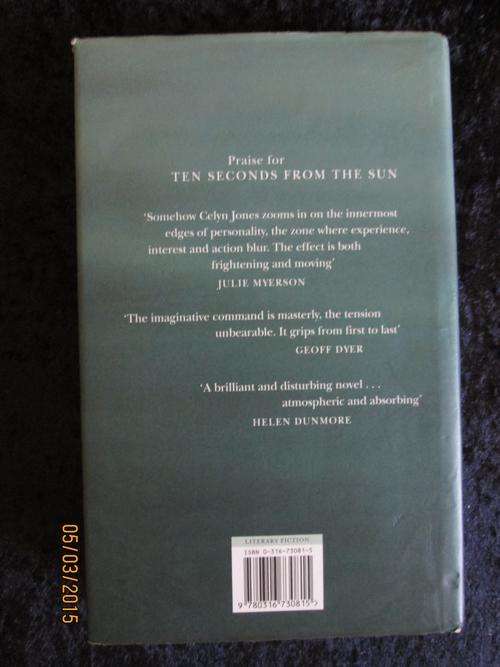 Praise for
TEN SECONDS FROM THE SUN
‘Somehow Celyn Jones zooms in on the innermost
edges of personality, the zone where experience,
interest and action blur. The effect is both
frightening and moving’
JULIE MYERSON
‘The imaginative command is masterly, the tension
unbearable. It grips from first to last’
GEOFF DYER
‘A brilliant and disturbing novel . . .
atmospheric and absorbing’
HELEN DUNMORE
LITERARY FICTION
ISBN 0-316-73081-5
9 780316 730815 >
05/03/2015